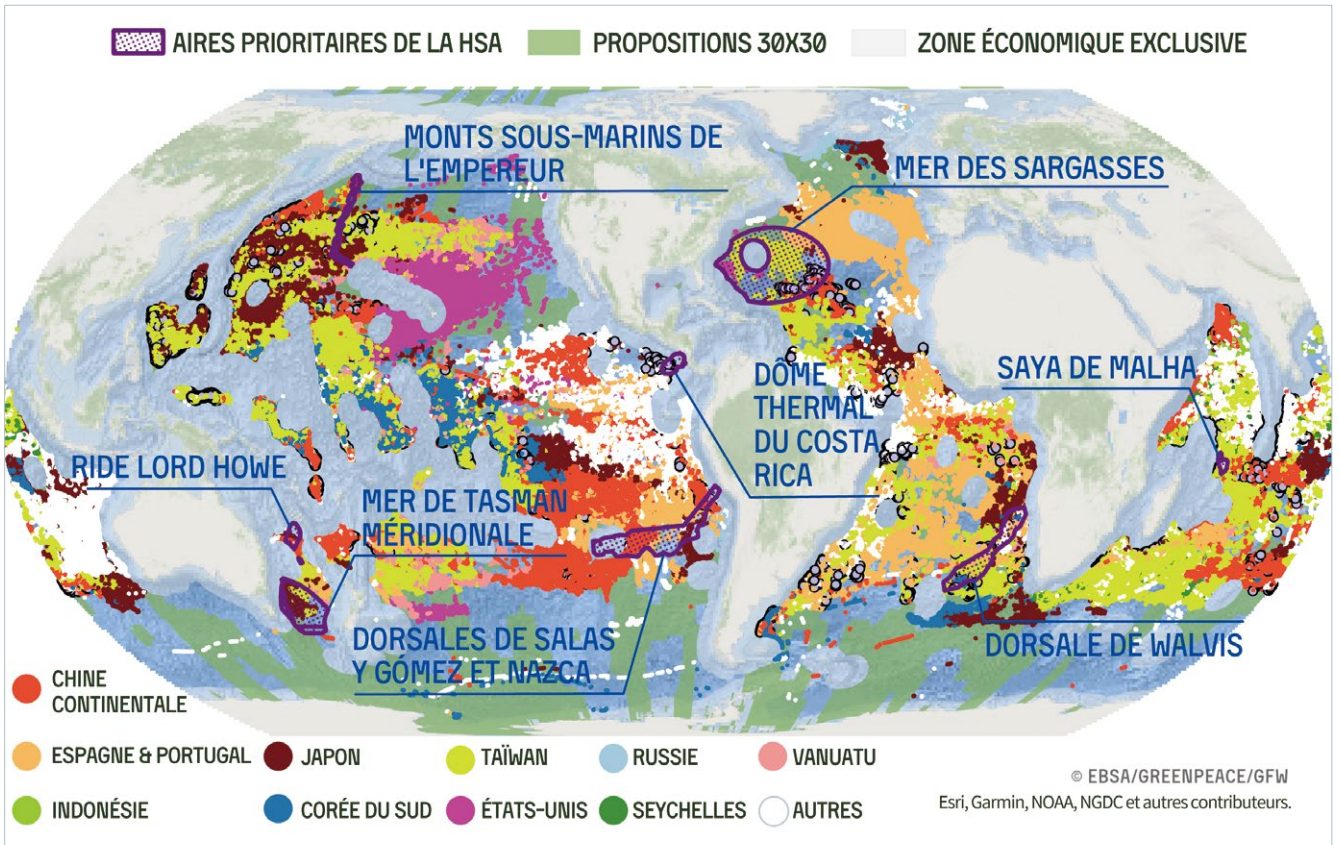 AIRES PRIORITAIRES DE LA HSA
PROPOSITIONS 30X30
ZONE ÉCONOMIQUE EXCLUSIVE
MONTS SOUS-MARINS DE
L'EMPEREUR
MER DES SARGASSES
DÔME
THERMAL
DU COSTA
RICA
SAYA DE MALHA
RIDE LORD HOWE
MER DE TASMAN
MÉRIDIONALE
DORSALES DE SALAS
Y GÓMEZ ET NAZCA
DORSALE DE WALVIS
CHINE
CONTINENTALE
ESPAGNE & PORTUGAL
JAPON
TAÏWAN
RUSSIE
VANUATU
INDONÉSIE
CORÉE DU SUD
ÉTATS-UNIS
SEYCHELLES
AUTRES
© EBSA/GREENPEACE/GFW
Esri, Garmin, NOAA, NGDC et autres contributeurs.